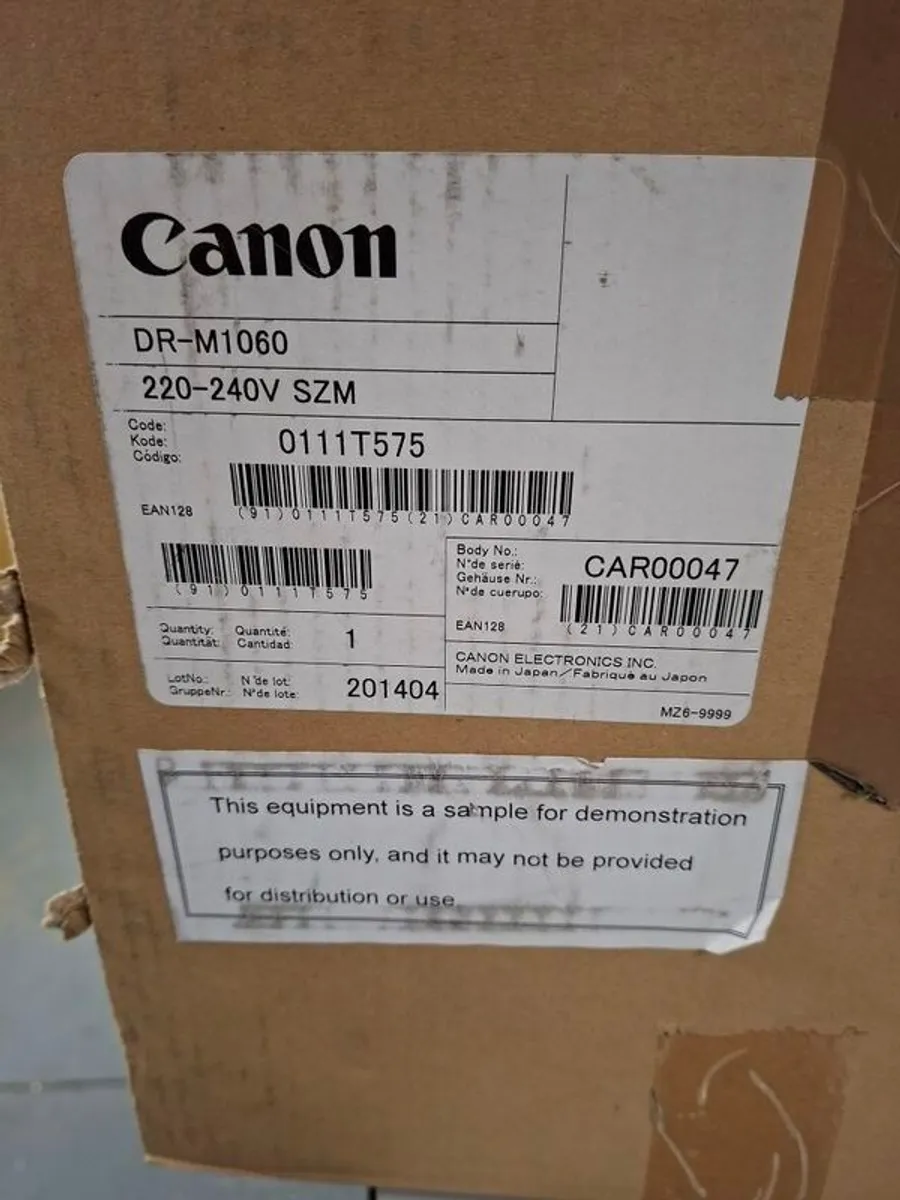 Canon
DR-M1060
220-240V SZM
Code:
Kode:
Código:
0111T575
EAN128
(91)0111T575(21)CAR00047
(91)0111T575
Body No.:
N°de serie:
Gehäuse Nr.:
N°de cuerupo:
CAR00047
EAN128
(21)CAR00047
Quantity: Quantité:
Quantität: Cantidad:
1
CANON ELECTRONICS INC.
Made in Japan/Fabriqué au Japon
LotNo.: N°de lot:
GruppeNr.: N°de lote:
201404
MZ6-9999
This equipment is a sample for demonstration
purposes only, and it may not be provided
for distribution or use